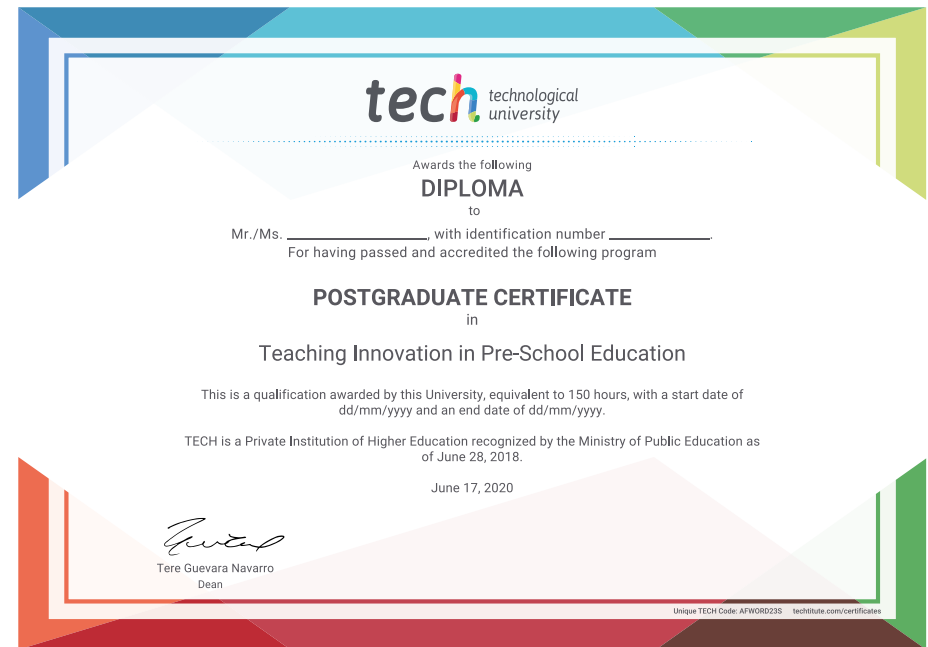 tech technological
university
Awards the following
DIPLOMA
to
Mr./Ms. __________________, with identification number _____________.
For having passed and accredited the following program
POSTGRADUATE CERTIFICATE
in
Teaching Innovation in Pre-School Education
This is a qualification awarded by this University, equivalent to 150 hours, with a start date of
dd/mm/yyyy and an end date of dd/mm/yyyy.
TECH is a Private Institution of Higher Education recognized by the Ministry of Public Education as
of June 28, 2018.
June 17, 2020
Tere Guevara Navarro
Dean
Unique TECH Code: AFWORD23S techtitute.com/certificates